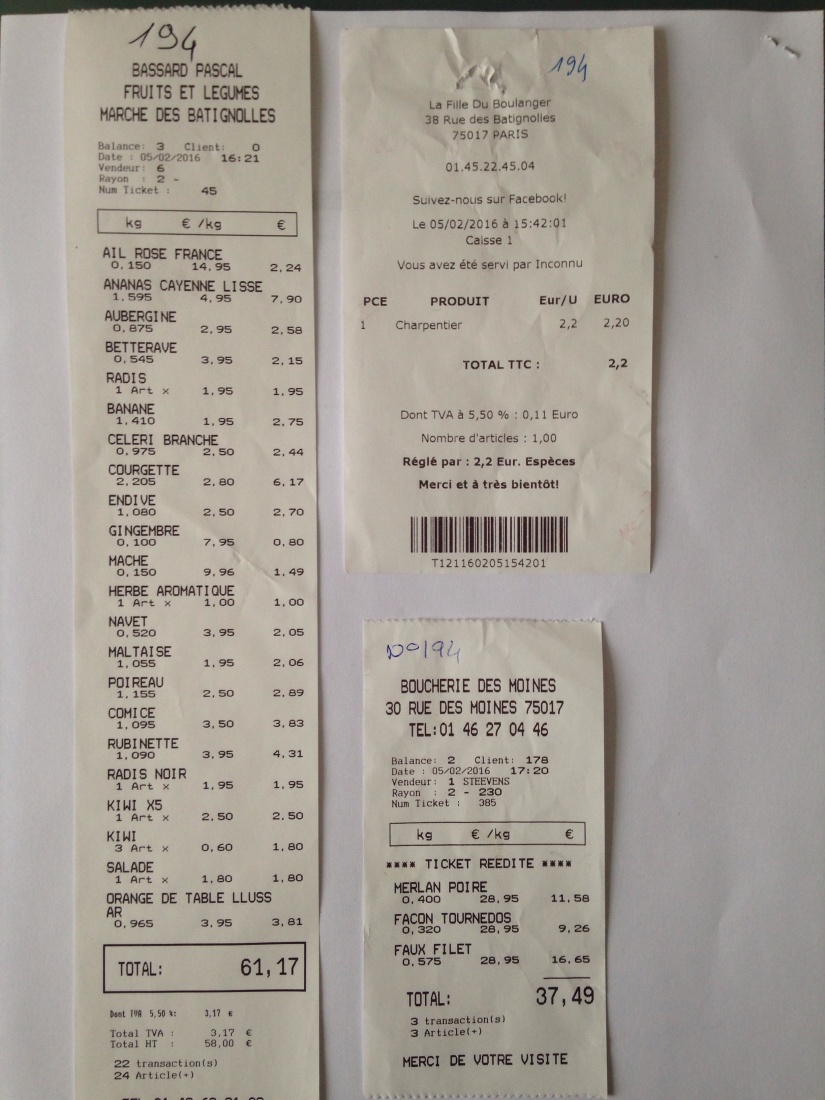 194
BASSARD PASCAL
FRUITS ET LEGUMES
MARCHE DES BATIGNOLLES
Balance: 3 Client: 0
Date : 05/02/2016 16:21
Vendeur: 6
Rayon : 2 -
Num Ticket : 45
kg € /kg €
AIL ROSE FRANCE
0,150 14,95 2,24
ANANAS CAYENNE LISSE
1,595 4,95 7,90
AUBERGINE
0,875 2,95 2,58
BETTERAVE
0,545 3,95 2,15
RADIS
1 Art x 1,95 1,95
BANANE
1,410 1,95 2,75
CELERI BRANCHE
0,975 2,50 2,44
COURGETTE
2,205 2,80 6,17
ENDIVE
1,080 2,50 2,70
GINGEMBRE
0,100 7,95 0,80
MACHE
0,150 9,96 1,49
HERBE AROMATIQUE
1 Art x 1,00 1,00
NAVET
0,520 3,95 2,05
MALTAISE
1,055 1,95 2,06
POIREAU
1,155 2,50 2,89
COMICE
1,095 3,50 3,83
RUBINETTE
1,090 3,95 4,31
RADIS NOIR
1 Art x 1,95 1,95
KIWI X5
1 Art x 2,50 2,50
KIWI
3 Art x 0,60 1,80
SALADE
1 Art x 1,80 1,80
ORANGE DE TABLE LLUSS
AR
0,965 3,95 3,81
TOTAL: 61,17
Dont TVA 5,50 %: 3,17 €
Total TVA : 3,17 €
Total HT : 58,00 €
22 transaction(s)
24 Article(+)
194
La Fille Du Boulanger
38 Rue des Batignolles
75017 PARIS
01.45.22.45.04
Suivez-nous sur Facebook!
Le 05/02/2016 à 15:42:01
Caisse 1
Vous avez été servi par Inconnu
PCE PRODUIT Eur/U EURO
1 Charpentier 2,2 2,20
TOTAL TTC : 2,2
Dont TVA à 5,50 % : 0,11 Euro
Nombre d'articles : 1,00
Réglé par : 2,2 Eur. Espèces
Merci et à très bientôt!
T121160205154201
N°194
BOUCHERIE DES MOINES
30 RUE DES MOINES 75017
TEL:01 46 27 04 46
Balance: 2 Client: 178
Date : 05/02/2016 17:20
Vendeur: 1 STEEVENS
Rayon : 2 - 230
Num Ticket : 385
kg € /kg €
**** TICKET REEDITE ****
MERLAN POIRE
0,400 28,95 11,58
FACON TOURNEDOS
0,320 28,95 9,26
FAUX FILET
0,575 28,95 16,65
TOTAL: 37,49
3 transaction(s)
3 Article(+)
MERCI DE VOTRE VISITE